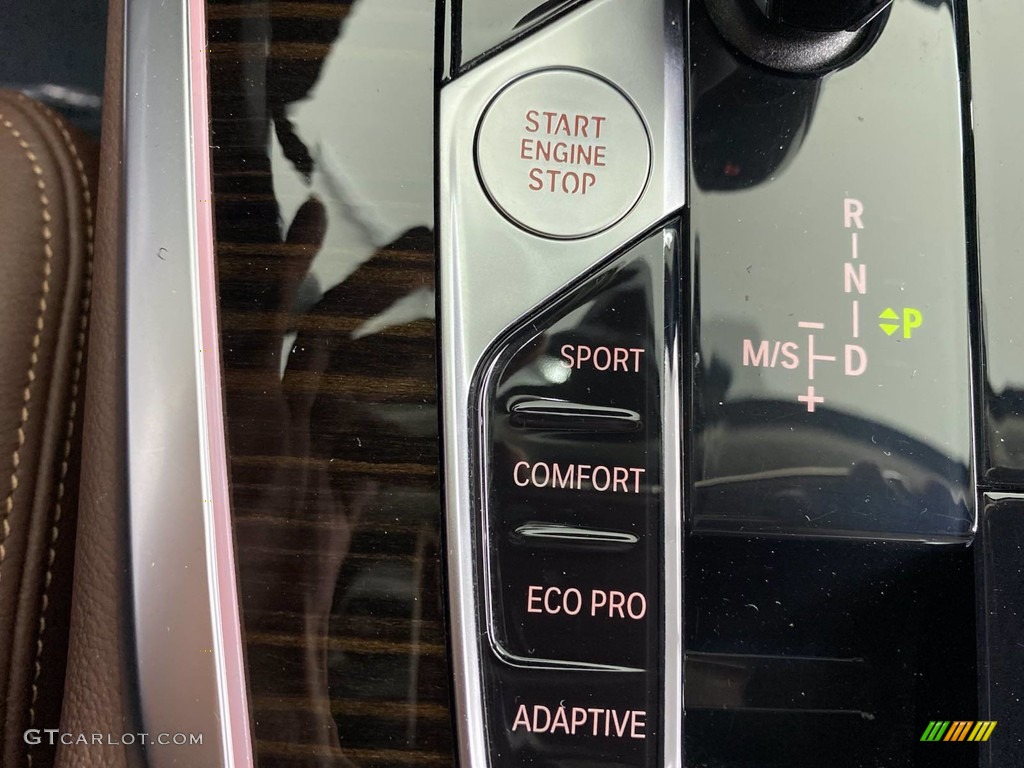 START
ENGINE
STOP
R
N
P
M/S
D
−
+
SPORT
COMFORT
ECO PRO
ADAPTIVE
GTCARLOT.COM